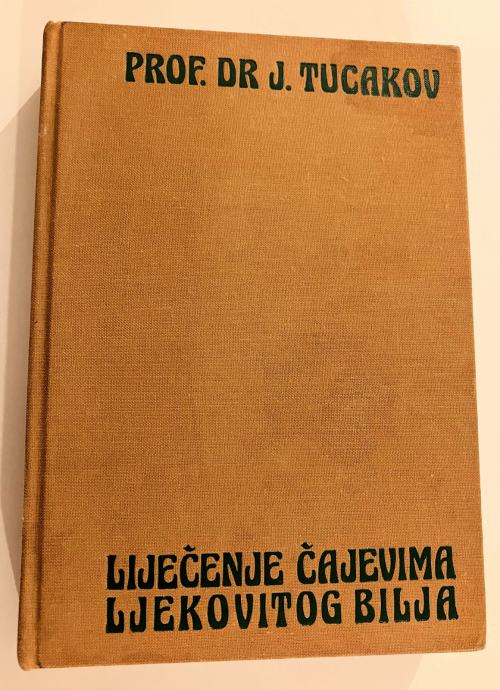 PROF. DR J. TUCAKOV
LIJEČENJE ČAJEVIMA
LJEKOVITOG BILJA